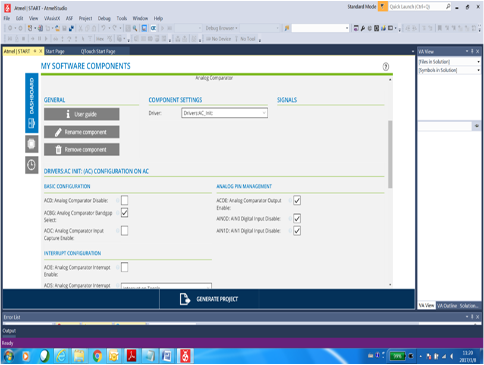 Atmel | START - AtmelStudio
Standard Mode
Quick Launch (Ctrl+Q)
File Edit View VAssistX ASF Project Debug Tools Window Help
Debug Browser
No Device No Tool
Atmel | START Start Page QTouch Start Page
VA View
[Files in Solution]
[Symbols in Solution]
DASHBOARD
MY SOFTWARE COMPONENTS
Analog Comparator
GENERAL
COMPONENT SETTINGS
SIGNALS
User guide
Driver: Drivers:AC_Init:
Rename component
Remove component
DRIVERS:AC INIT: (AC) CONFIGURATION ON AC
BASIC CONFIGURATION
ANALOG PIN MANAGEMENT
ACD: Analog Comparator Disable:
ACOE: Analog Comparator Output Enable:
ACBG: Analog Comparator Bandgap Select:
AIN0D: AIN0 Digital Input Disable:
ACIC: Analog Comparator Input Capture Enable:
AIN1D: AIN1 Digital Input Disable:
INTERRUPT CONFIGURATION
ACIE: Analog Comparator Interrupt Enable:
ACIS: Analog Comparator Interrupt
GENERATE PROJECT
VA View VA Outline Solution...
Error List
Output
Ready
99%
13:20
2017/1/9